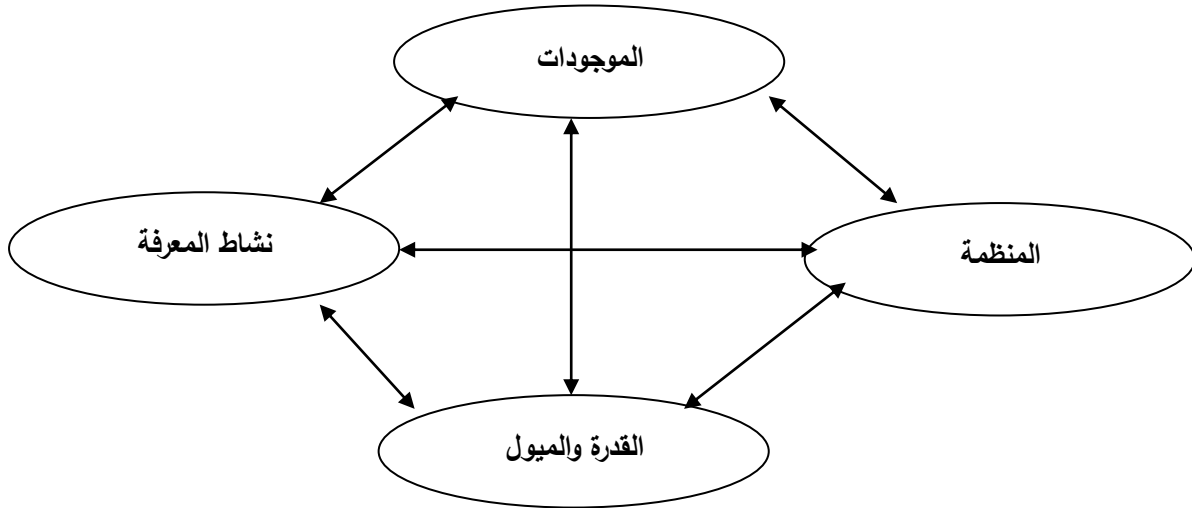 الموجودات
المنظمة
نشاط المعرفة
القدرة والميول